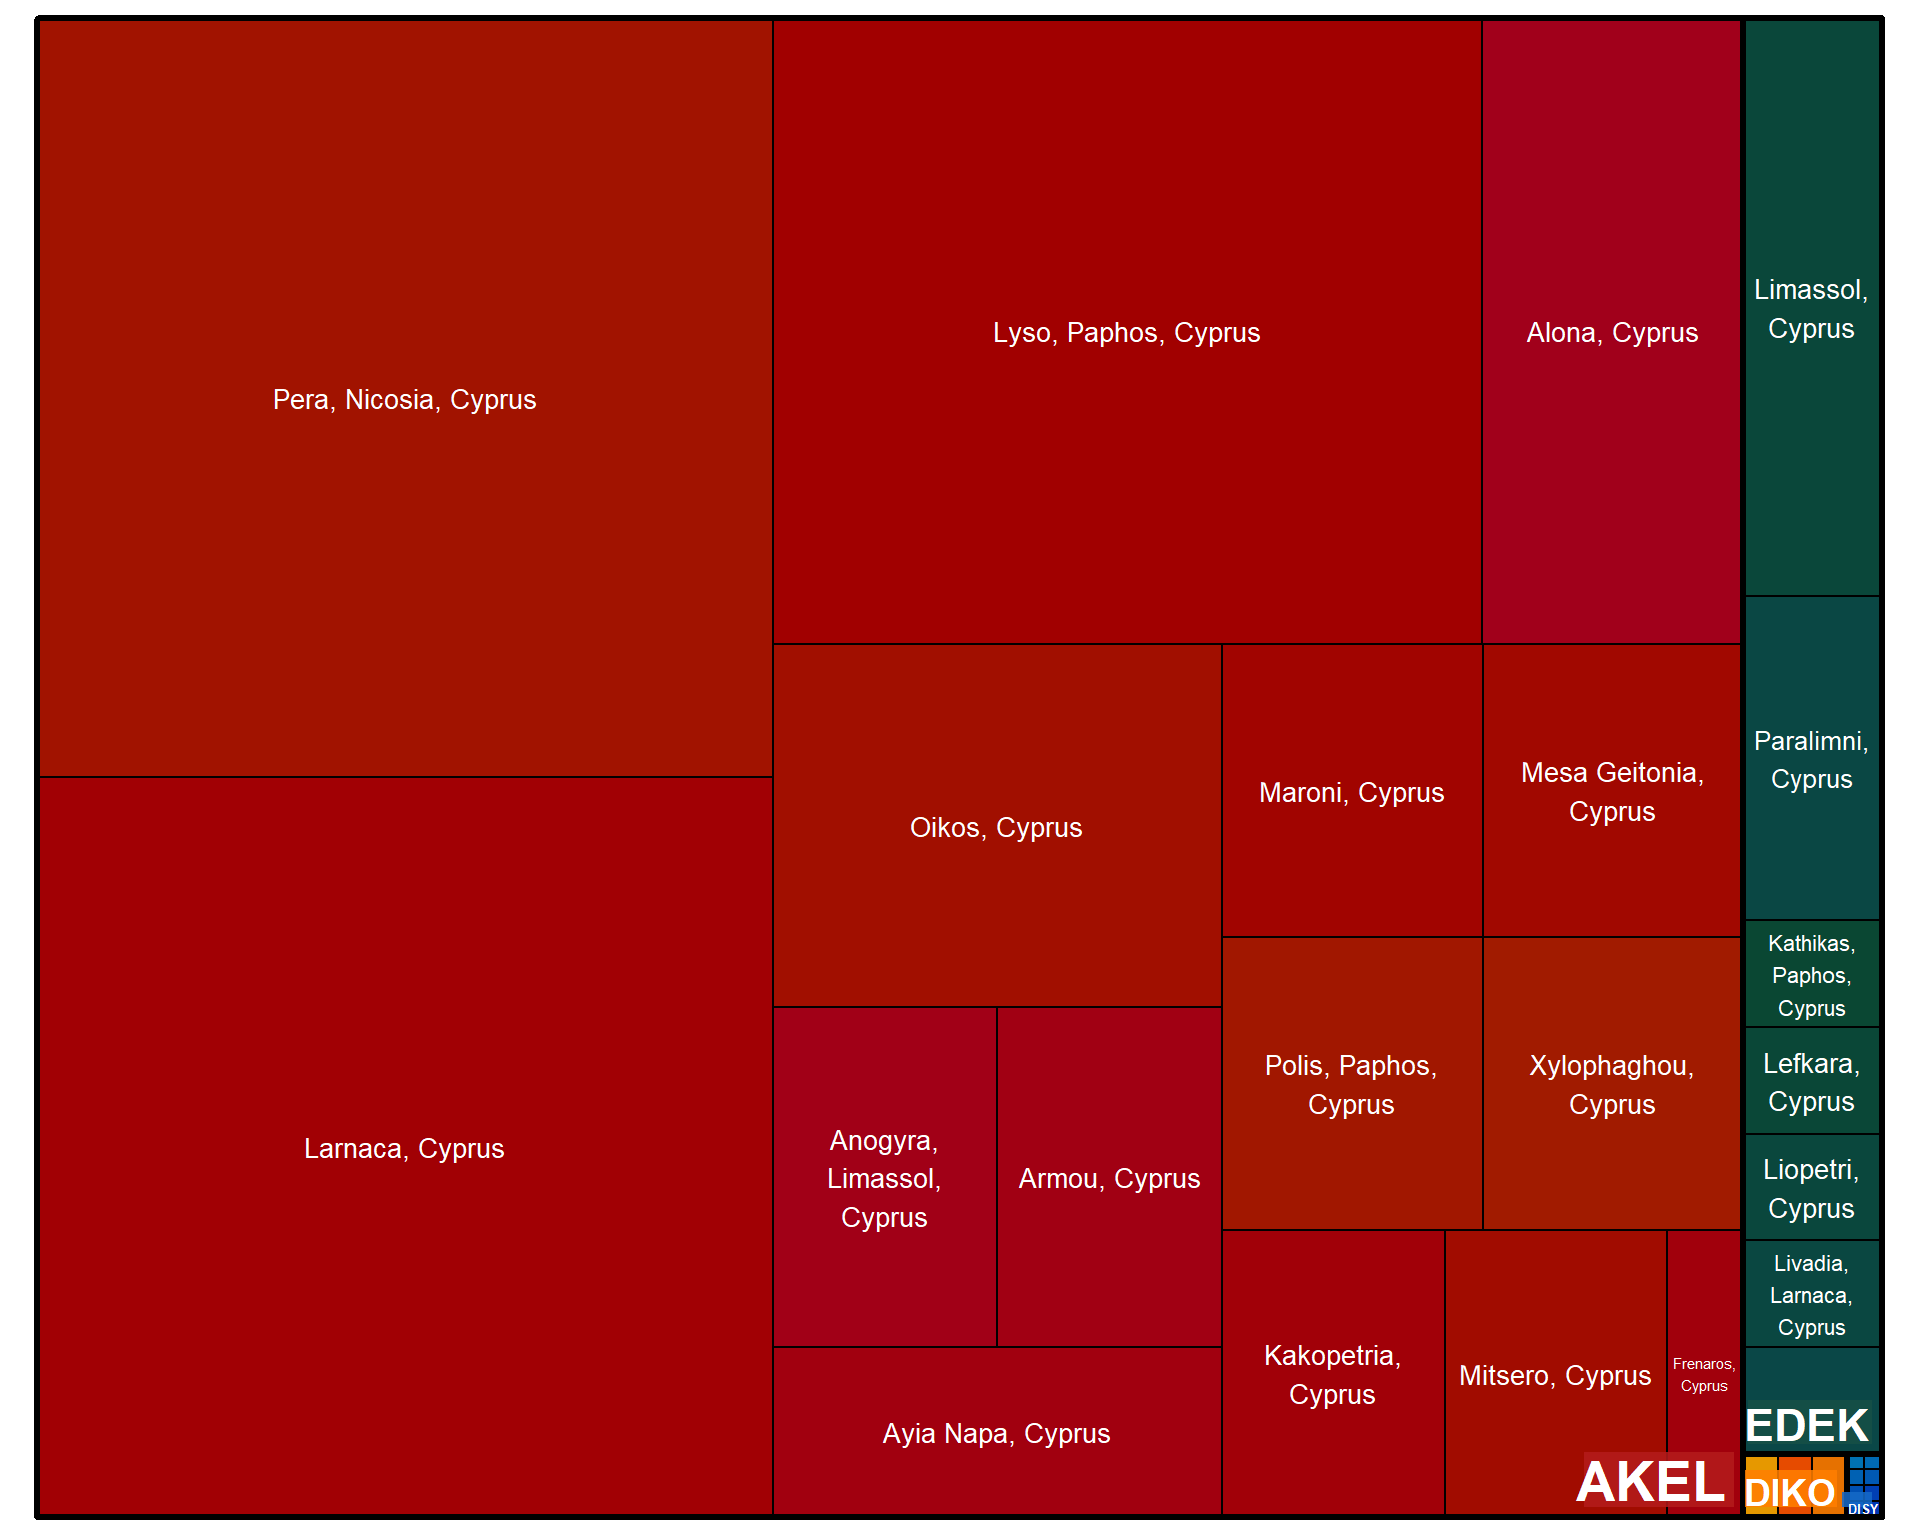 Pera, Nicosia, Cyprus
Larnaca, Cyprus
Lyso, Paphos, Cyprus
Alona, Cyprus
Oikos, Cyprus
Maroni, Cyprus
Mesa Geitonia,
Cyprus
Polis, Paphos,
Cyprus
Xylophaghou,
Cyprus
Anogyra,
Limassol,
Cyprus
Armou, Cyprus
Ayia Napa, Cyprus
Kakopetria,
Cyprus
Mitsero, Cyprus
Frenaros,
Cyprus
AKEL
Limassol,
Cyprus
Paralimni,
Cyprus
Kathikas,
Paphos,
Cyprus
Lefkara,
Cyprus
Liopetri,
Cyprus
Livadia,
Larnaca,
Cyprus
EDEK
DIKO
DISY